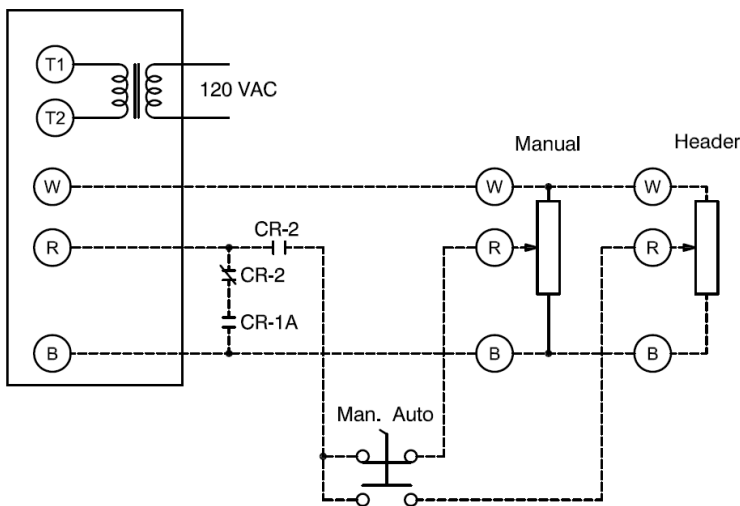 T1
T2
120 VAC
Manual
Header
W
W
W
R
CR-2
R
R
CR-2
CR-1A
B
B
B
Man. Auto